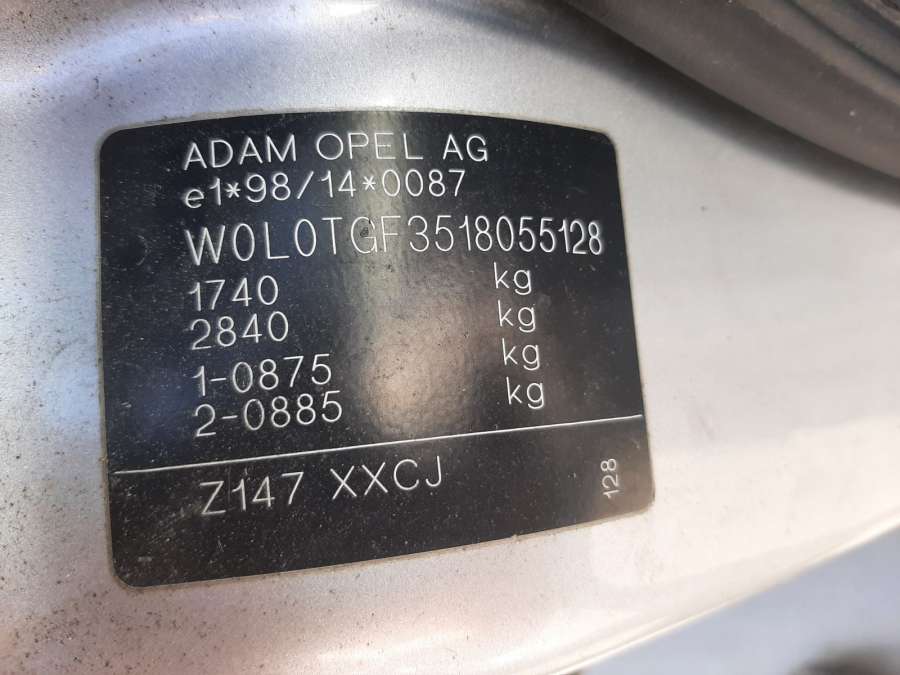 ADAM OPEL AG
e1*98/14*0087
W0L0TGF3518055128
1740 kg
2840 kg
1-0875 kg
2-0885 kg
Z147 XXCJ
128